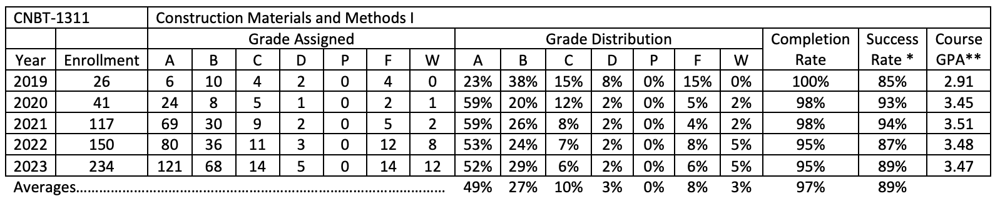 CNBT-1311 Construction Materials and Methods I
Grade Assigned Grade Distribution Completion Success Course
Year Enrollment A B C D P F W A B C D P F W Rate Rate * GPA**
2019 26 6 10 4 2 0 4 0 23% 38% 15% 8% 0% 15% 0% 100% 85% 2.91
2020 41 24 8 5 1 0 2 1 59% 20% 12% 2% 0% 5% 2% 98% 93% 3.45
2021 117 69 30 9 2 0 5 2 59% 26% 8% 2% 0% 4% 2% 98% 94% 3.51
2022 150 80 36 11 3 0 12 8 53% 24% 7% 2% 0% 8% 5% 95% 87% 3.48
2023 234 121 68 14 5 0 14 12 52% 29% 6% 2% 0% 6% 5% 95% 89% 3.47
Averages........................................................................................ 49% 27% 10% 3% 0% 8% 3% 97% 89%